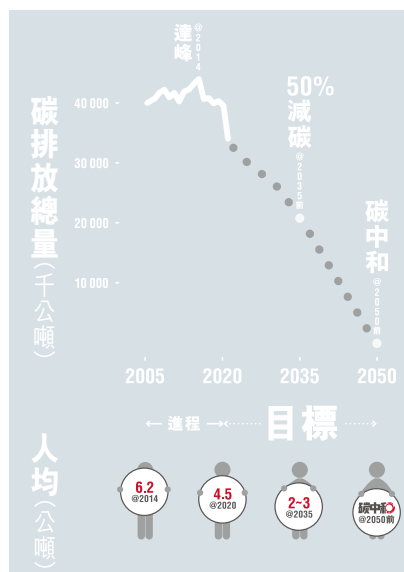 達峰
@2014
50%
減碳
@2035前
碳中和
@2050前
碳排放總量(千公噸)
40 000
30 000
20 000
10 000
2005 2020 2035 2050
進程 目標
人均(公噸)
6.2
@2014
4.5
@2020
2~3
@2035
碳中和
@2050前